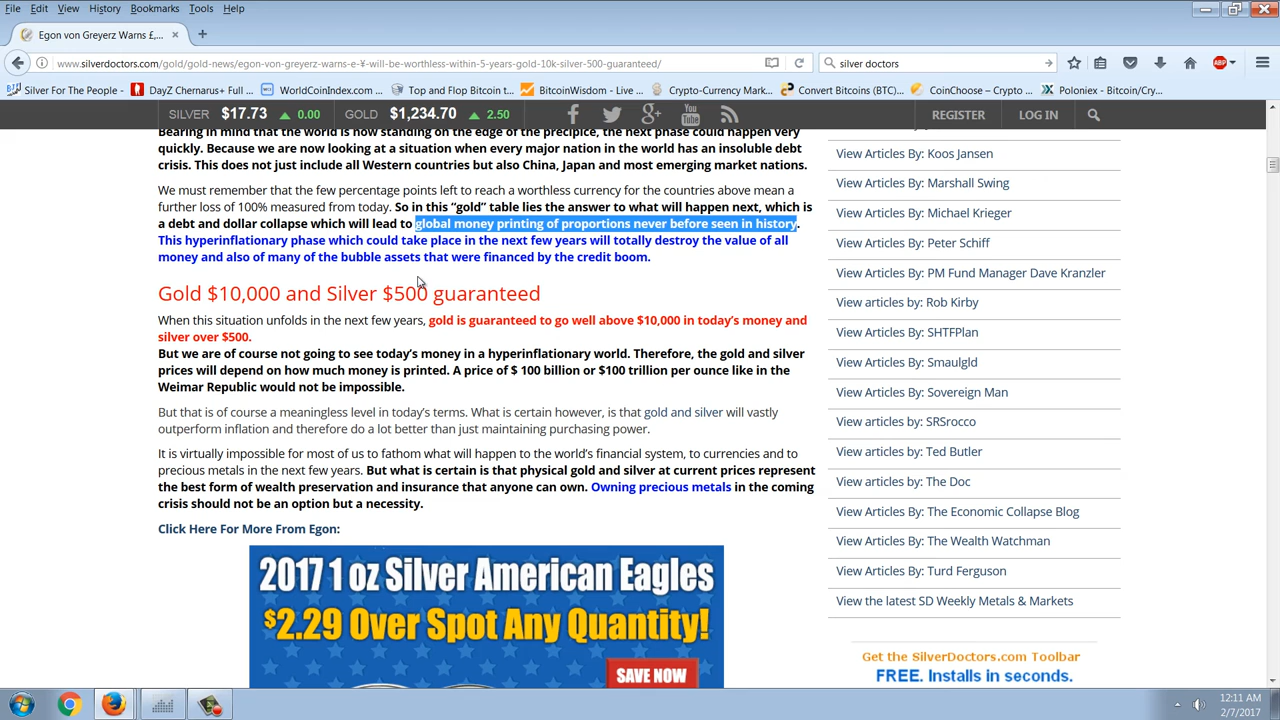 File Edit View History Bookmarks Tools Help
Egon von Greyerz Warns £,...
www.silverdoctors.com/gold/gold-news/egon-von-greyerz-warns-e-¥-will-be-worthless-within-5-years-gold-10k-silver-500-guaranteed/
silver doctors
ABP
Silver For The People - ...
DayZ Chernarus+ Full ...
WorldCoinIndex.com ...
Top and Flop Bitcoin t...
BitcoinWisdom - Live ...
Crypto-Currency Mark...
Convert Bitcoins (BTC)...
CoinChoose – Crypto ...
Poloniex - Bitcoin/Cry...
SILVER $17.73 0.00 GOLD $1,234.70 2.50
You Tube
REGISTER LOG IN
Bearing in mind that the world is now standing on the edge of the precipice, the next phase could happen very
quickly. Because we are now looking at a situation when every major nation in the world has an insoluble debt
crisis. This does not just include all Western countries but also China, Japan and most emerging market nations.
We must remember that the few percentage points left to reach a worthless currency for the countries above mean a
further loss of 100% measured from today. So in this “gold” table lies the answer to what will happen next, which is
a debt and dollar collapse which will lead to global money printing of proportions never before seen in history.
This hyperinflationary phase which could take place in the next few years will totally destroy the value of all
money and also of many of the bubble assets that were financed by the credit boom.
Gold $10,000 and Silver $500 guaranteed
When this situation unfolds in the next few years, gold is guaranteed to go well above $10,000 in today’s money and
silver over $500.
But we are of course not going to see today’s money in a hyperinflationary world. Therefore, the gold and silver
prices will depend on how much money is printed. A price of $ 100 billion or $100 trillion per ounce like in the
Weimar Republic would not be impossible.
But that is of course a meaningless level in today’s terms. What is certain however, is that gold and silver will vastly
outperform inflation and therefore do a lot better than just maintaining purchasing power.
It is virtually impossible for most of us to fathom what will happen to the world’s financial system, to currencies and to
precious metals in the next few years. But what is certain is that physical gold and silver at current prices represent
the best form of wealth preservation and insurance that anyone can own. Owning precious metals in the coming
crisis should not be an option but a necessity.
Click Here For More From Egon:
2017 1 oz Silver American Eagles
$2.29 Over Spot Any Quantity!
SAVE NOW
View Articles By: Koos Jansen
View Articles By: Marshall Swing
View Articles By: Michael Krieger
View Articles By: Peter Schiff
View Articles By: PM Fund Manager Dave Kranzler
View articles By: Rob Kirby
View Articles By: SHTFPlan
View Articles By: Smaulgld
View Articles By: Sovereign Man
View articles By: SRSrocco
View Articles By: Ted Butler
View Articles By: The Doc
View Articles By: The Economic Collapse Blog
View Articles By: The Wealth Watchman
View Articles By: Turd Ferguson
View the latest SD Weekly Metals & Markets
Get the SilverDoctors.com Toolbar
FREE. Installs in seconds.
12:11 AM
2/7/2017